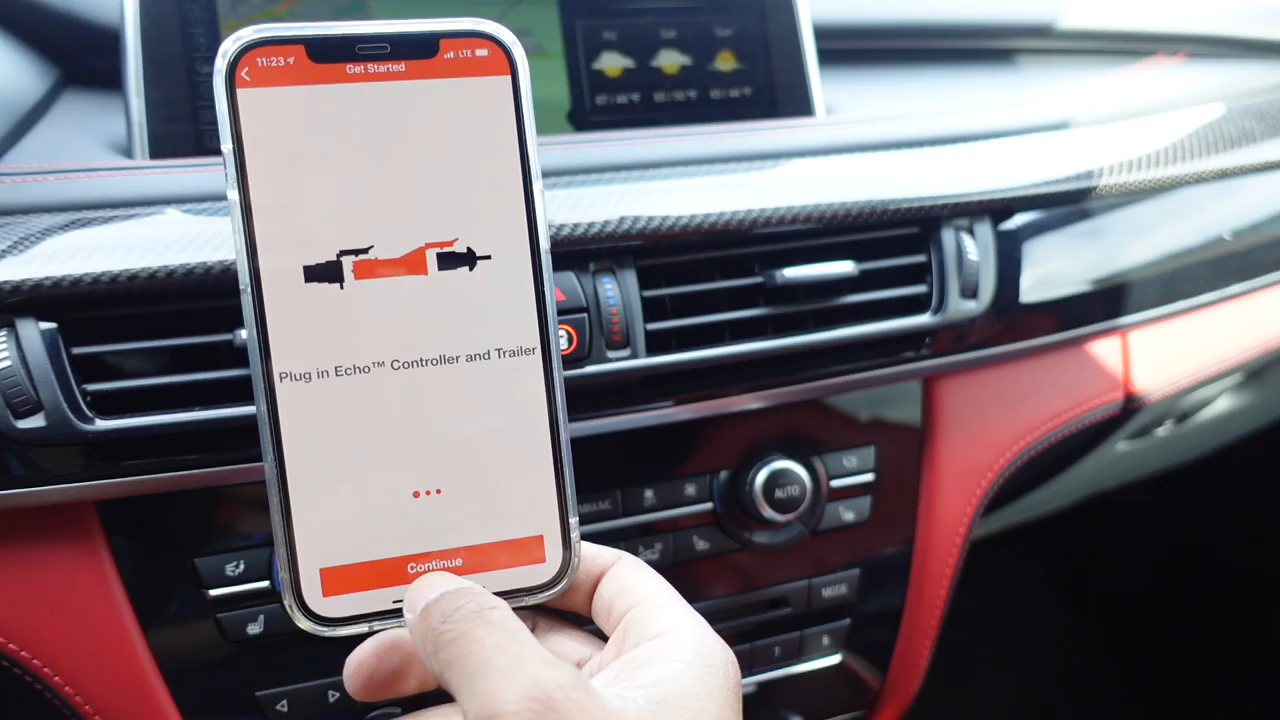 11:23
LTE
Get Started
Plug in Echo™ Controller and Trailer
Continue
AUTO
MODE